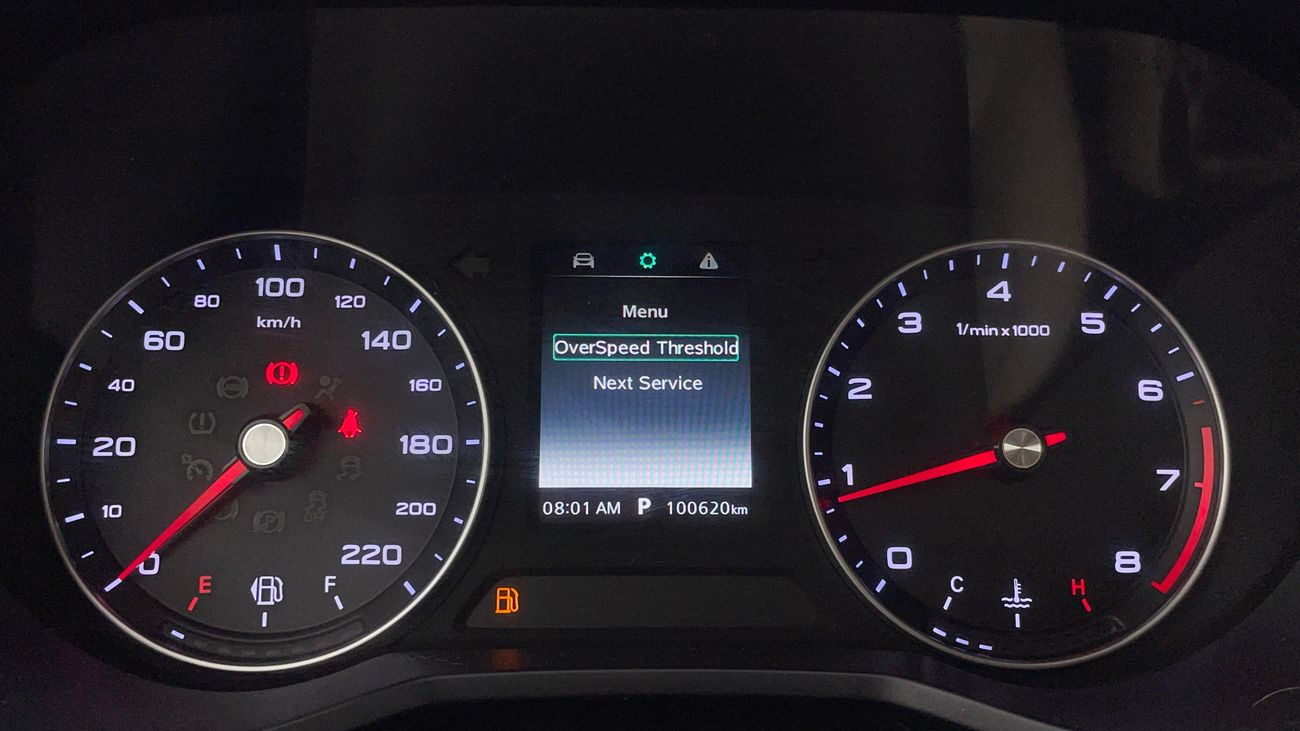 100
80
120
km/h
60
140
40
160
20
180
10
200
0
220
E
F
Menu
OverSpeed Threshold
Next Service
08:01 AM P 100620km
4
3
5
1/min x 1000
2
6
1
7
0
8
C
H